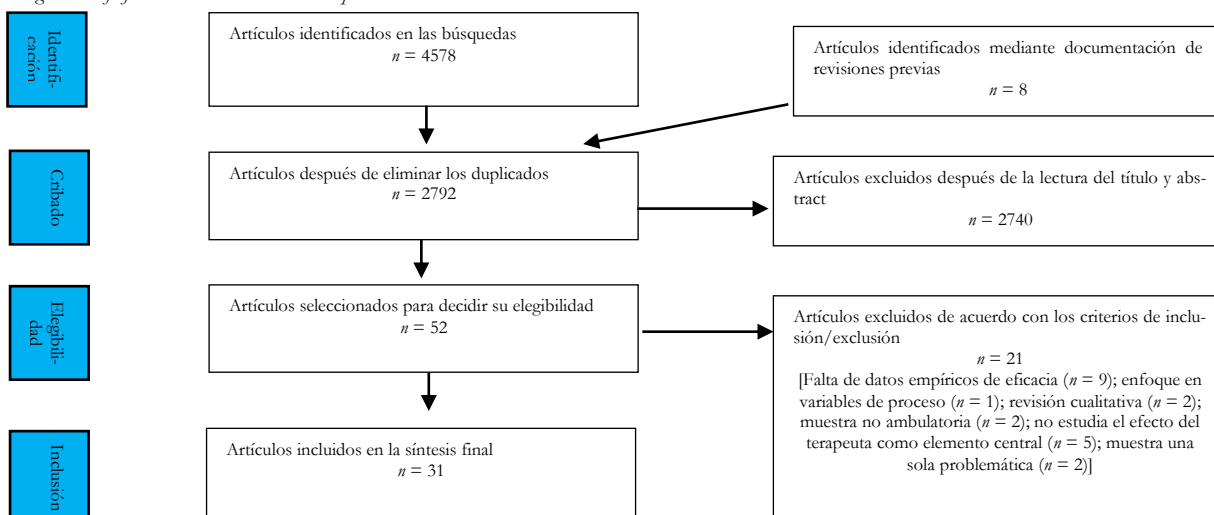 Identifi-
cación
Artículos identificados en las búsquedas
n = 4578
Artículos identificados mediante documentación de
revisiones previas
n = 8
Cribado
Artículos después de eliminar los duplicados
n = 2792
Artículos excluidos después de la lectura del título y abs-
tract
n = 2740
Elegibili-
dad
Artículos seleccionados para decidir su elegibilidad
n = 52
Artículos excluidos de acuerdo con los criterios de inclu-
sión/exclusión
n = 21
[Falta de datos empíricos de eficacia (n = 9); enfoque en
variables de proceso (n = 1); revisión cualitativa (n = 2);
muestra no ambulatoria (n = 2); no estudia el efecto del
terapeuta como elemento central (n = 5); muestra una
sola problemática (n = 2)]
Inclusión
Artículos incluidos en la síntesis final
n = 31